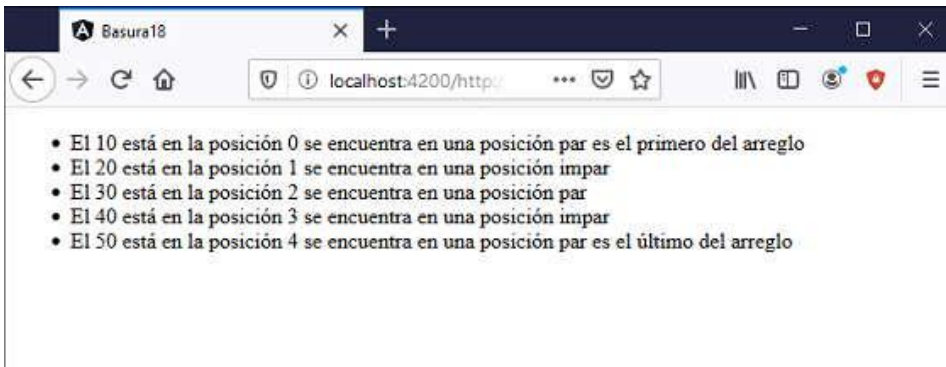 Basura18
localhost:4200/http:/
• El 10 está en la posición 0 se encuentra en una posición par es el primero del arreglo
• El 20 está en la posición 1 se encuentra en una posición impar
• El 30 está en la posición 2 se encuentra en una posición par
• El 40 está en la posición 3 se encuentra en una posición impar
• El 50 está en la posición 4 se encuentra en una posición par es el último del arreglo